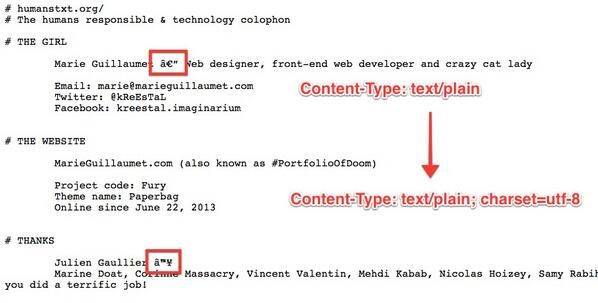 # humanstxt.org/
# The humans responsible & technology colophon
# THE GIRL
Marie Guillaumet â€” Web designer, front-end web developer and crazy cat lady
Email: marie@marieguillaumet.com
Twitter: @kReEsTaL
Facebook: kreestal.imaginarium
Content-Type: text/plain
# THE WEBSITE
MarieGuillaumet.com (also known as #PortfolioOfDoom)
Project code: Fury
Theme name: Paperbag
Online since June 22, 2013
Content-Type: text/plain; charset=utf-8
# THANKS
Julien Gaullier â™¥
Marine Doat, Corinne Massacry, Vincent Valentin, Mehdi Kabab, Nicolas Hoizey, Samy Rabih
you did a terrific job!